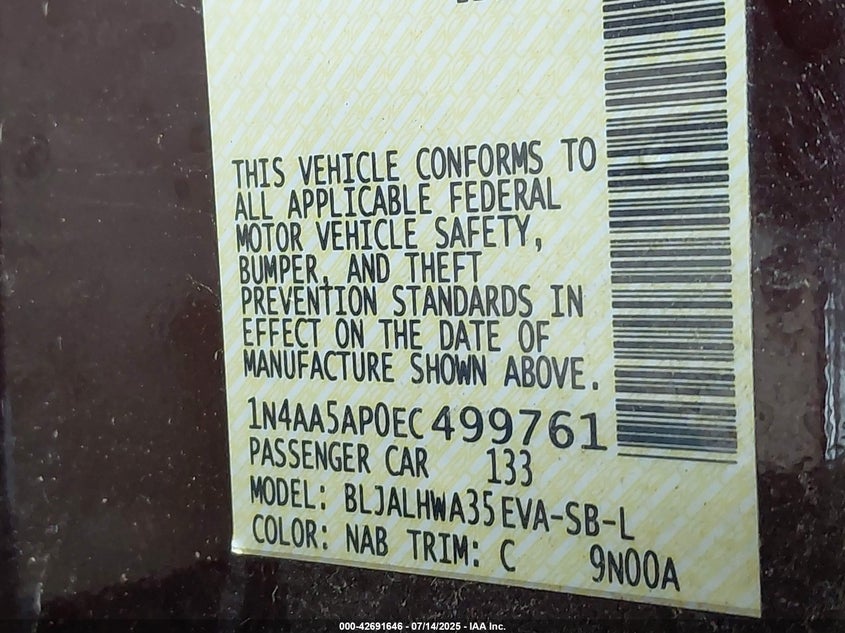 THIS VEHICLE CONFORMS TO
ALL APPLICABLE FEDERAL
MOTOR VEHICLE SAFETY,
BUMPER, AND THEFT
PREVENTION STANDARDS IN
EFFECT ON THE DATE OF
MANUFACTURE SHOWN ABOVE.
1N4AA5AP0EC499761
PASSENGER CAR 133
MODEL: BLJALHWA35EVA-SB-L
COLOR: NAB TRIM: C 9N00A
000-42691646 - 07/14/2025 - IAA Inc.